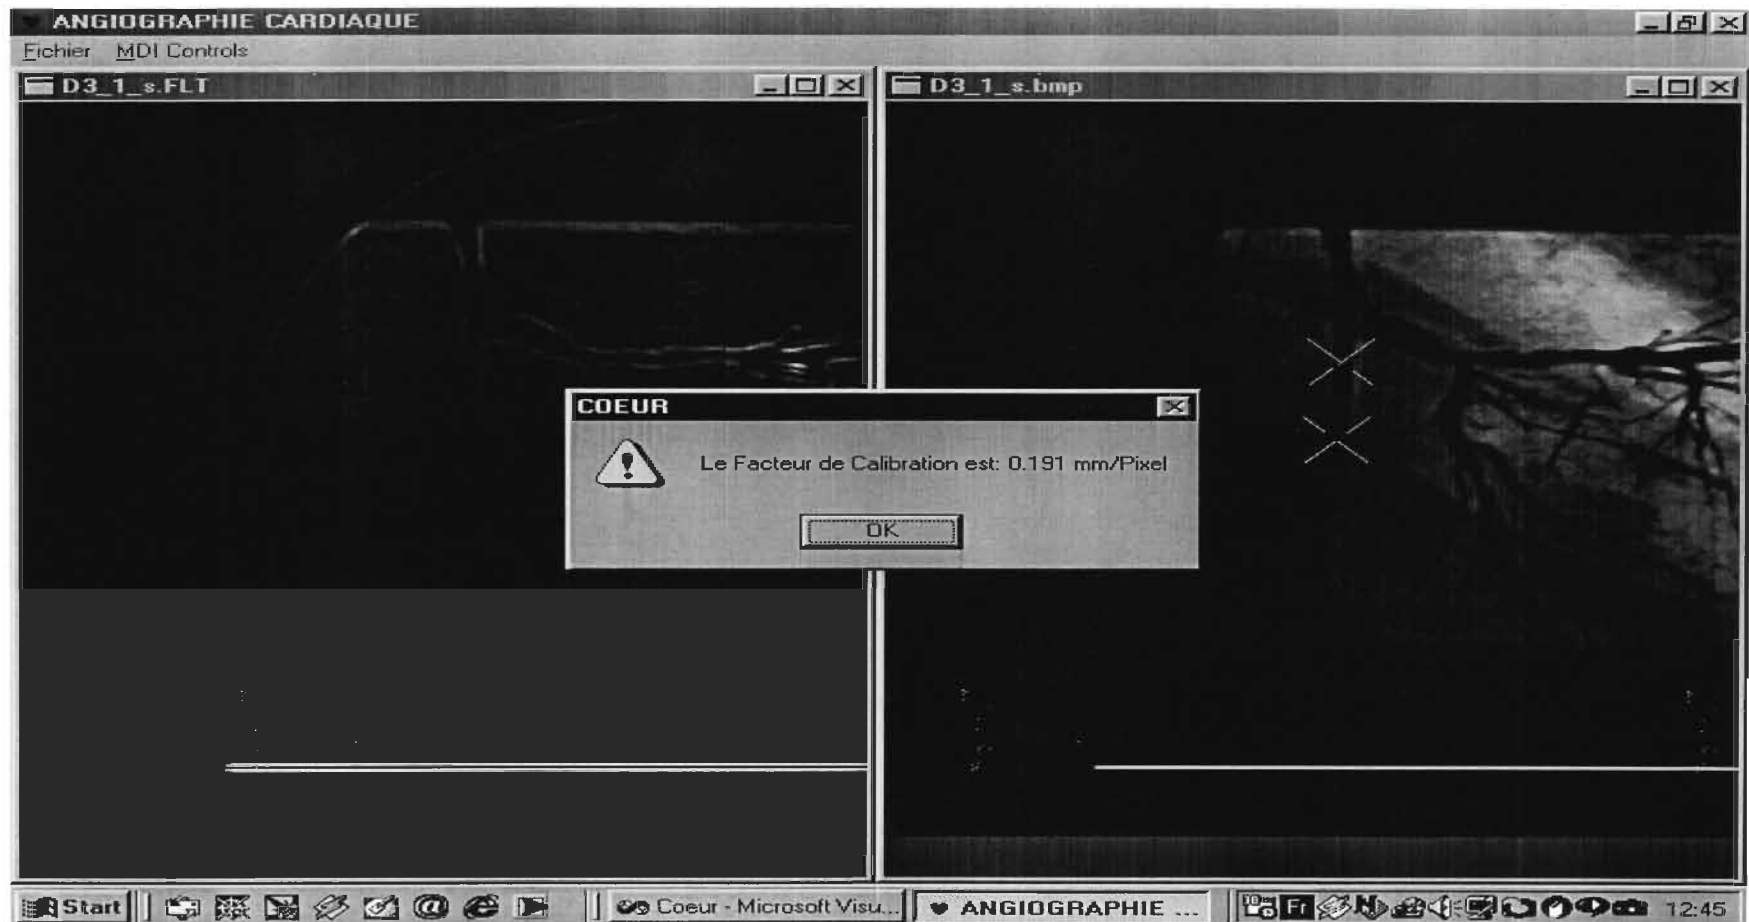 ANGIOGRAPHIE CARDIAQUE
Fichier MDI Controls
D3_1_s.FLT
D3_1_s.bmp
COEUR
Le Facteur de Calibration est: 0.191 mm/Pixel
OK
Start
Coeur - Microsoft Visu...
ANGIOGRAPHIE ...
Fr
12:45